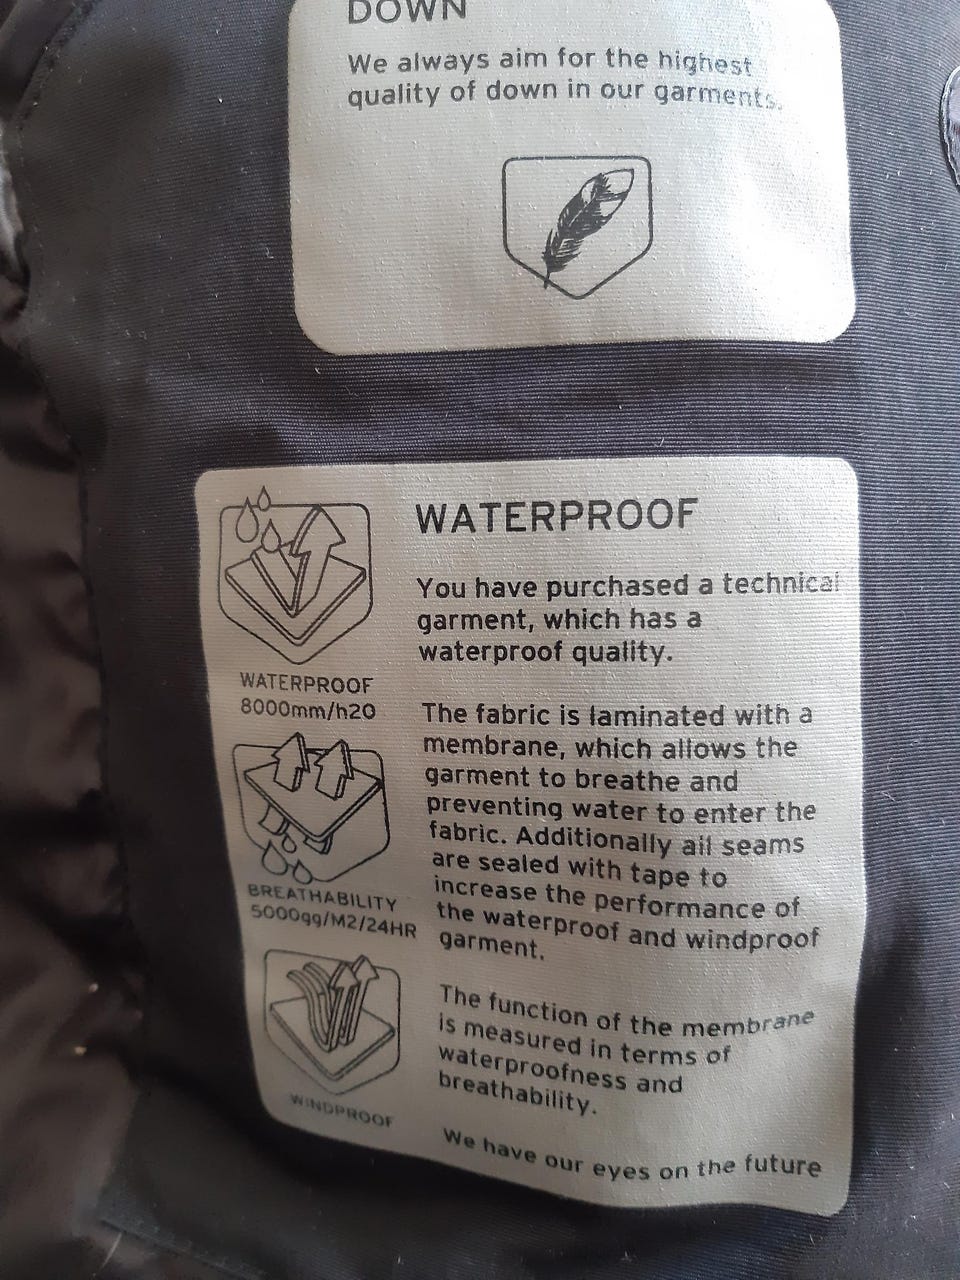 DOWN
We always aim for the highest
quality of down in our garments.
WATERPROOF
8000mm/h20
BREATHABILITY
5000gg/M2/24HR
WINDPROOF
WATERPROOF
You have purchased a technical
garment, which has a
waterproof quality.
The fabric is laminated with a
membrane, which allows the
garment to breathe and
preventing water to enter the
fabric. Additionally all seams
are sealed with tape to
increase the performance of
the waterproof and windproof
garment.
The function of the membrane
is measured in terms of
waterproofness and
breathability.
We have our eyes on the future